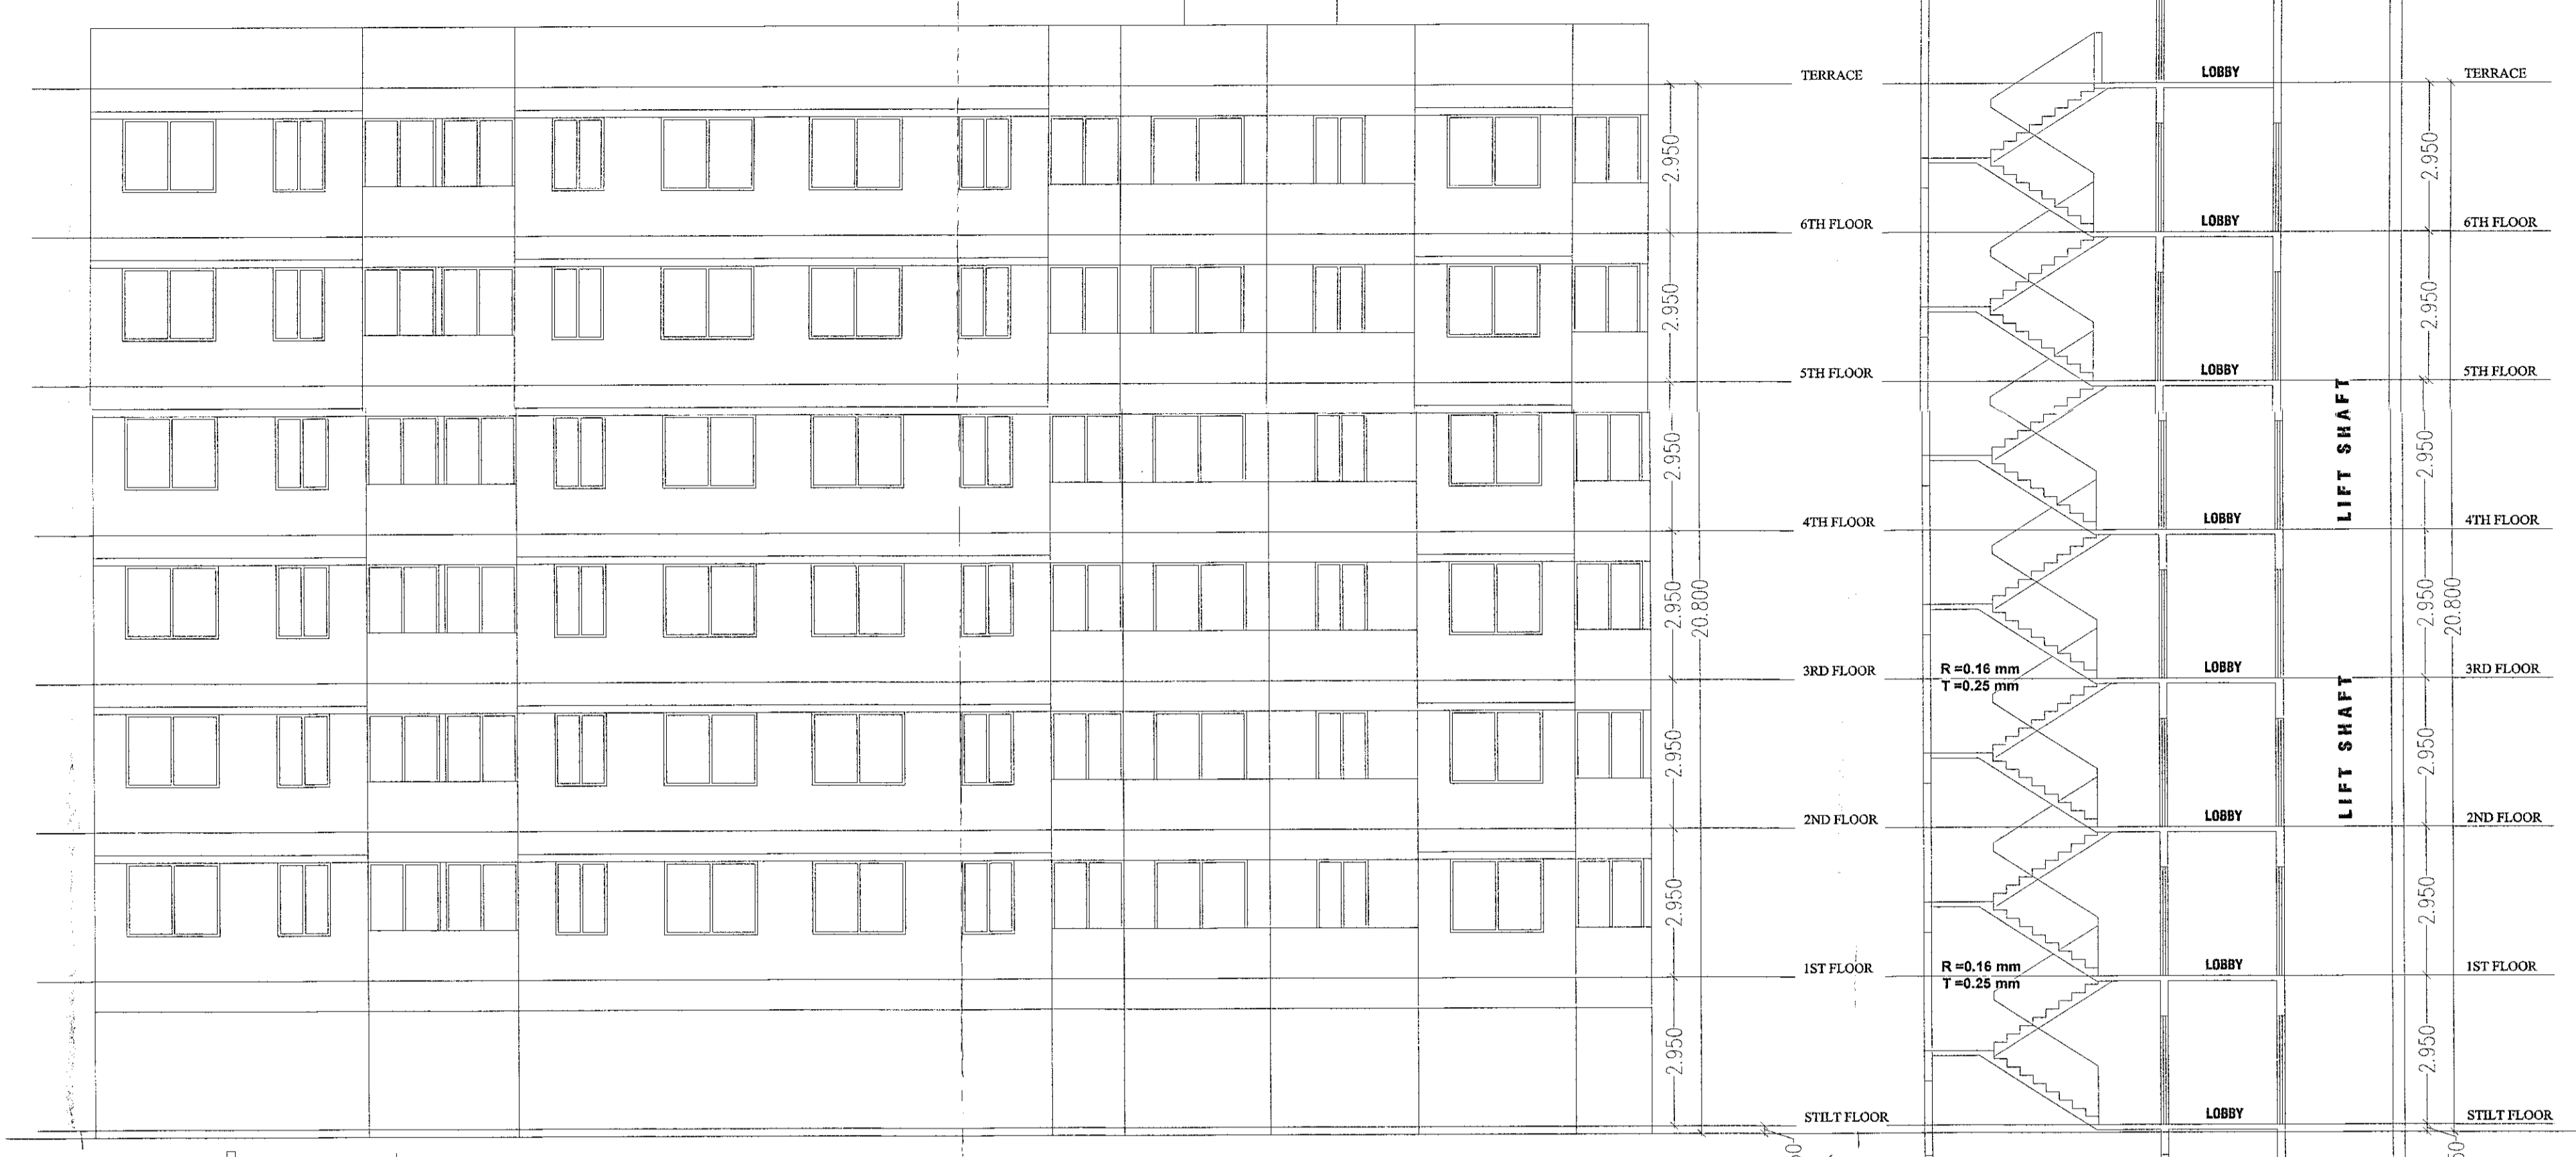 TERRACE
LOBBY
TERRACE
2.950
2.950
6TH FLOOR
LOBBY
6TH FLOOR
2.950
2.950
5TH FLOOR
LOBBY
5TH FLOOR
2.950
LIFT SHAFT
2.950
4TH FLOOR
LOBBY
4TH FLOOR
2.950
20.800
2.950
20.800
3RD FLOOR
R =0.16 mm
T =0.25 mm
LOBBY
3RD FLOOR
2.950
LIFT SHAFT
2.950
2ND FLOOR
LOBBY
2ND FLOOR
2.950
2.950
1ST FLOOR
R =0.16 mm
T =0.25 mm
LOBBY
1ST FLOOR
2.950
2.950
STILT FLOOR
LOBBY
STILT FLOOR